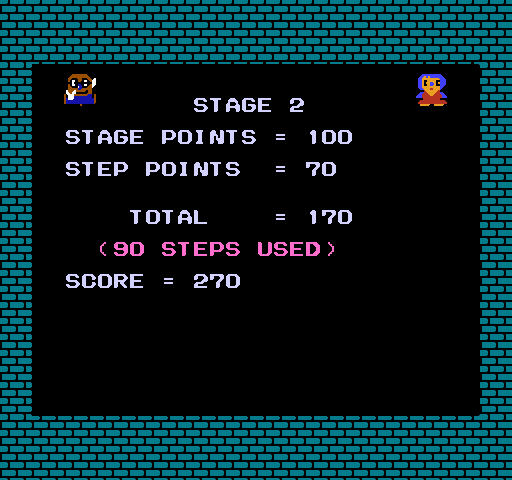 STAGE 2
STAGE POINTS = 100
STEP POINTS = 70
TOTAL = 170
(90 STEPS USED)
SCORE = 270